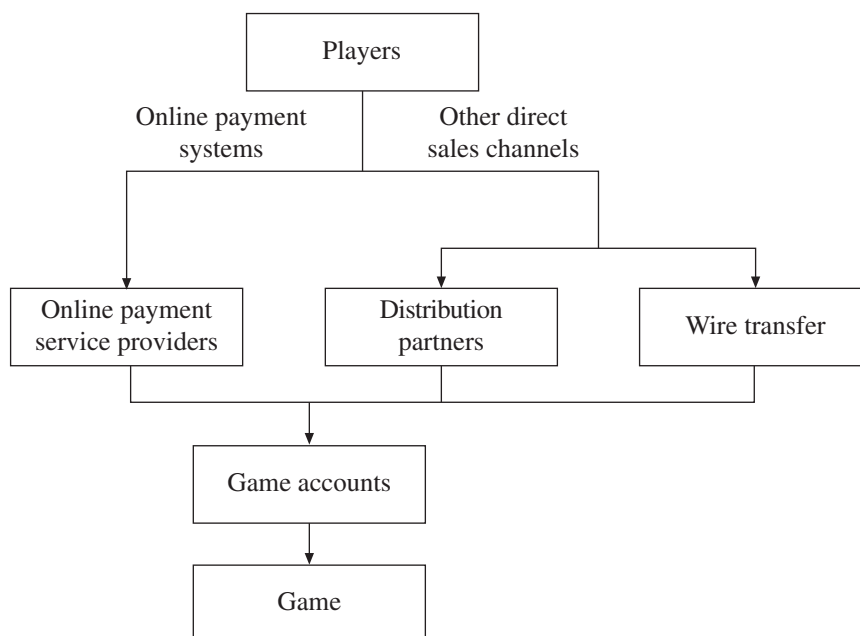 Players
Online payment
systems
Other direct
sales channels
Online payment
service providers
Distribution
partners
Wire transfer
Game accounts
Game